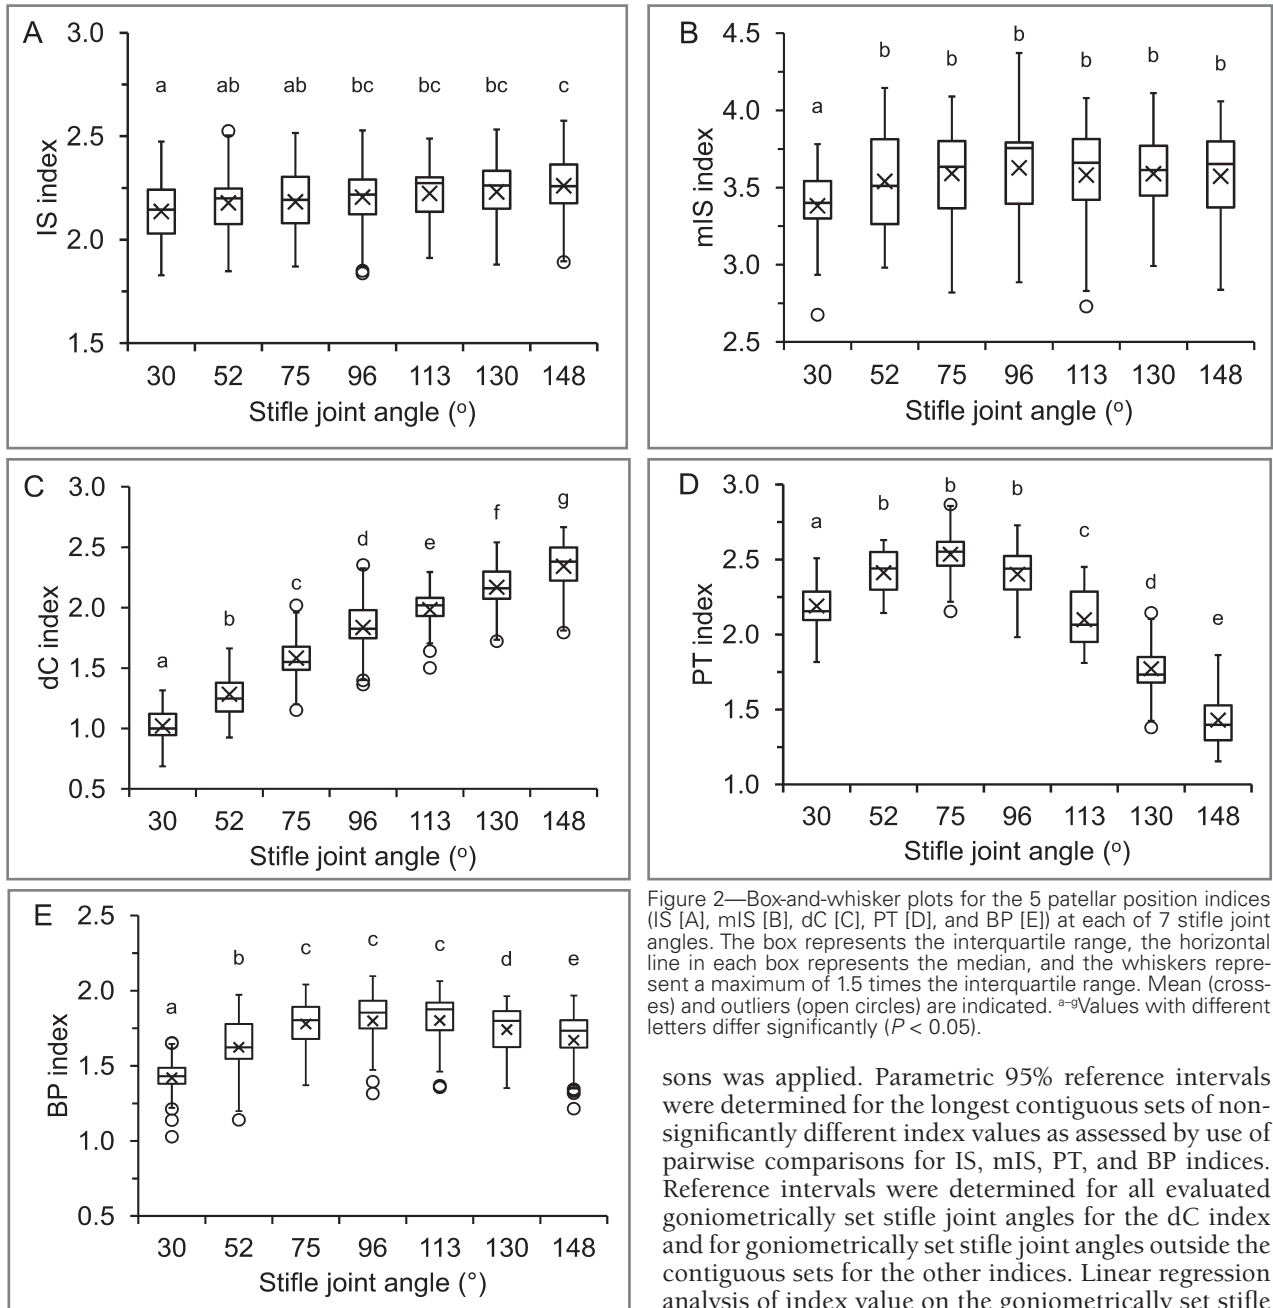 A
3.0
2.5
2.0
1.5
IS index
a ab ab bc bc bc c
30 52 75 96 113 130 148
Stifle joint angle (o)
B
4.5
4.0
3.5
3.0
2.5
mIS index
a b b b b b b
30 52 75 96 113 130 148
Stifle joint angle (o)
C
3.0
2.5
2.0
1.5
1.0
0.5
dC index
a b c d e f g
30 52 75 96 113 130 148
Stifle joint angle (o)
D
3.0
2.5
2.0
1.5
1.0
PT index
a b b b c d e
30 52 75 96 113 130 148
Stifle joint angle (o)
E
2.5
2.0
1.5
1.0
0.5
BP index
a b c c c d e
30 52 75 96 113 130 148
Stifle joint angle (°)
Figure 2—Box-and-whisker plots for the 5 patellar position indices
(IS [A], mIS [B], dC [C], PT [D], and BP [E]) at each of 7 stifle joint
angles. The box represents the interquartile range, the horizontal
line in each box represents the median, and the whiskers repre-
sent a maximum of 1.5 times the interquartile range. Mean (cross-
es) and outliers (open circles) are indicated. a–gValues with different
letters differ significantly (P < 0.05).
sons was applied. Parametric 95% reference intervals
were determined for the longest contiguous sets of non-
significantly different index values as assessed by use of
pairwise comparisons for IS, mIS, PT, and BP indices.
Reference intervals were determined for all evaluated
goniometrically set stifle joint angles for the dC index
and for goniometrically set stifle joint angles outside the
contiguous sets for the other indices. Linear regression
analysis of index value on the goniometrically set stifle